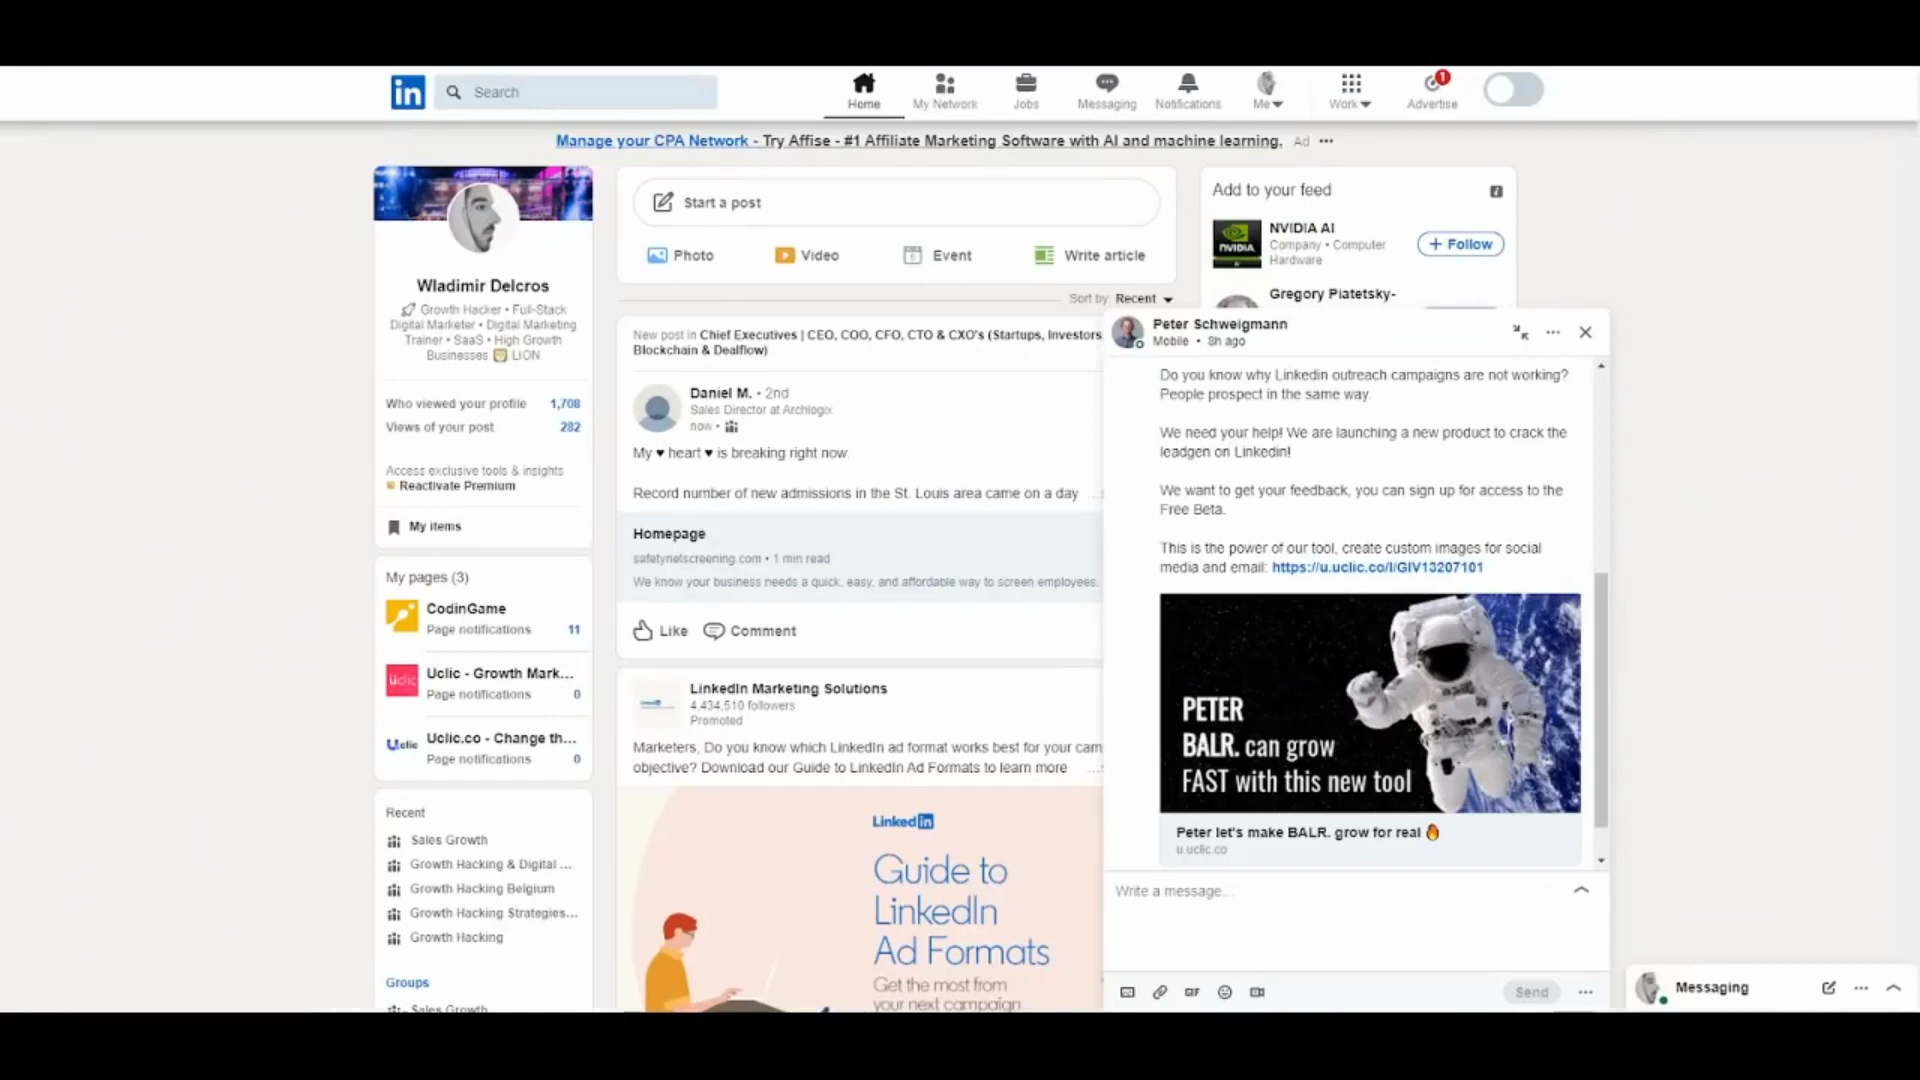 in
Search
Home
My Network
Jobs
Messaging
Notifications
Me
Work
1
Advertise
Manage your CPA Network - Try Affise - #1 Affiliate Marketing Software with AI and machine learning. Ad •••
Wladimir Delcros
Growth Hacker • Full-Stack
Digital Marketer • Digital Marketing
Trainer • SaaS • High Growth
Businesses 🦁 LION
Who viewed your profile 1,708
Views of your post 282
Access exclusive tools & insights
Reactivate Premium
My items
My pages (3)
CodinGame
Page notifications 11
üclic
Uclic - Growth Mark...
Page notifications 0
Uclic
Uclic.co - Change th...
Page notifications 0
Recent
Sales Growth
Growth Hacking & Digital ...
Growth Hacking Belgium
Growth Hacking Strategies...
Growth Hacking
Groups
Sales Growth
Start a post
Photo
Video
Event
Write article
Sort by: Recent
New post in Chief Executives | CEO, COO, CFO, CTO & CXO's (Startups, Investors
Blockchain & Dealflow)
Daniel M. • 2nd
Sales Director at Archlogix
now •
My ♥ heart ♥ is breaking right now.
Record number of new admissions in the St. Louis area came on a day
Homepage
safetynetscreening.com • 1 min read
We know your business needs a quick, easy, and affordable way to screen employees.
Like
Comment
LinkedIn Marketing Solutions
4,434,510 followers
Promoted
Marketers, Do you know which LinkedIn ad format works best for your cam
objective? Download our Guide to LinkedIn Ad Formats to learn more
Linked in
Guide to
LinkedIn
Ad Formats
Get the most from
your next campaign
Add to your feed
NVIDIA
NVIDIA AI
Company • Computer
Hardware
+ Follow
Gregory Piatetsky-
Peter Schweigmann
Mobile • 8h ago
Do you know why Linkedin outreach campaigns are not working?
People prospect in the same way.
We need your help! We are launching a new product to crack the
leadgen on Linkedin!
We want to get your feedback, you can sign up for access to the
Free Beta.
This is the power of our tool, create custom images for social
media and email: https://u.uclic.co/l/GIV13207101
PETER
BALR. can grow
FAST with this new tool
Peter let's make BALR. grow for real 🔥
u.uclic.co
Write a message...
GIF
Send
Messaging